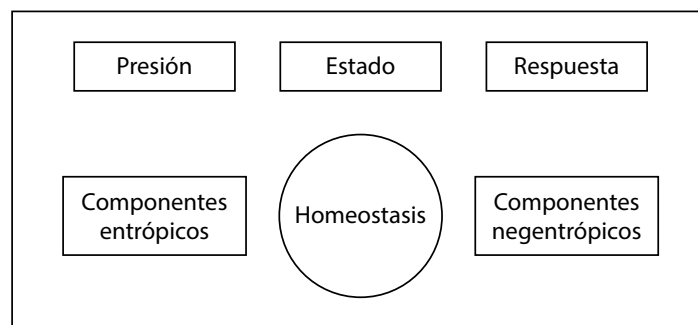 Presión
Estado
Respuesta
Componentes
entrópicos
Homeostasis
Componentes
negentrópicos